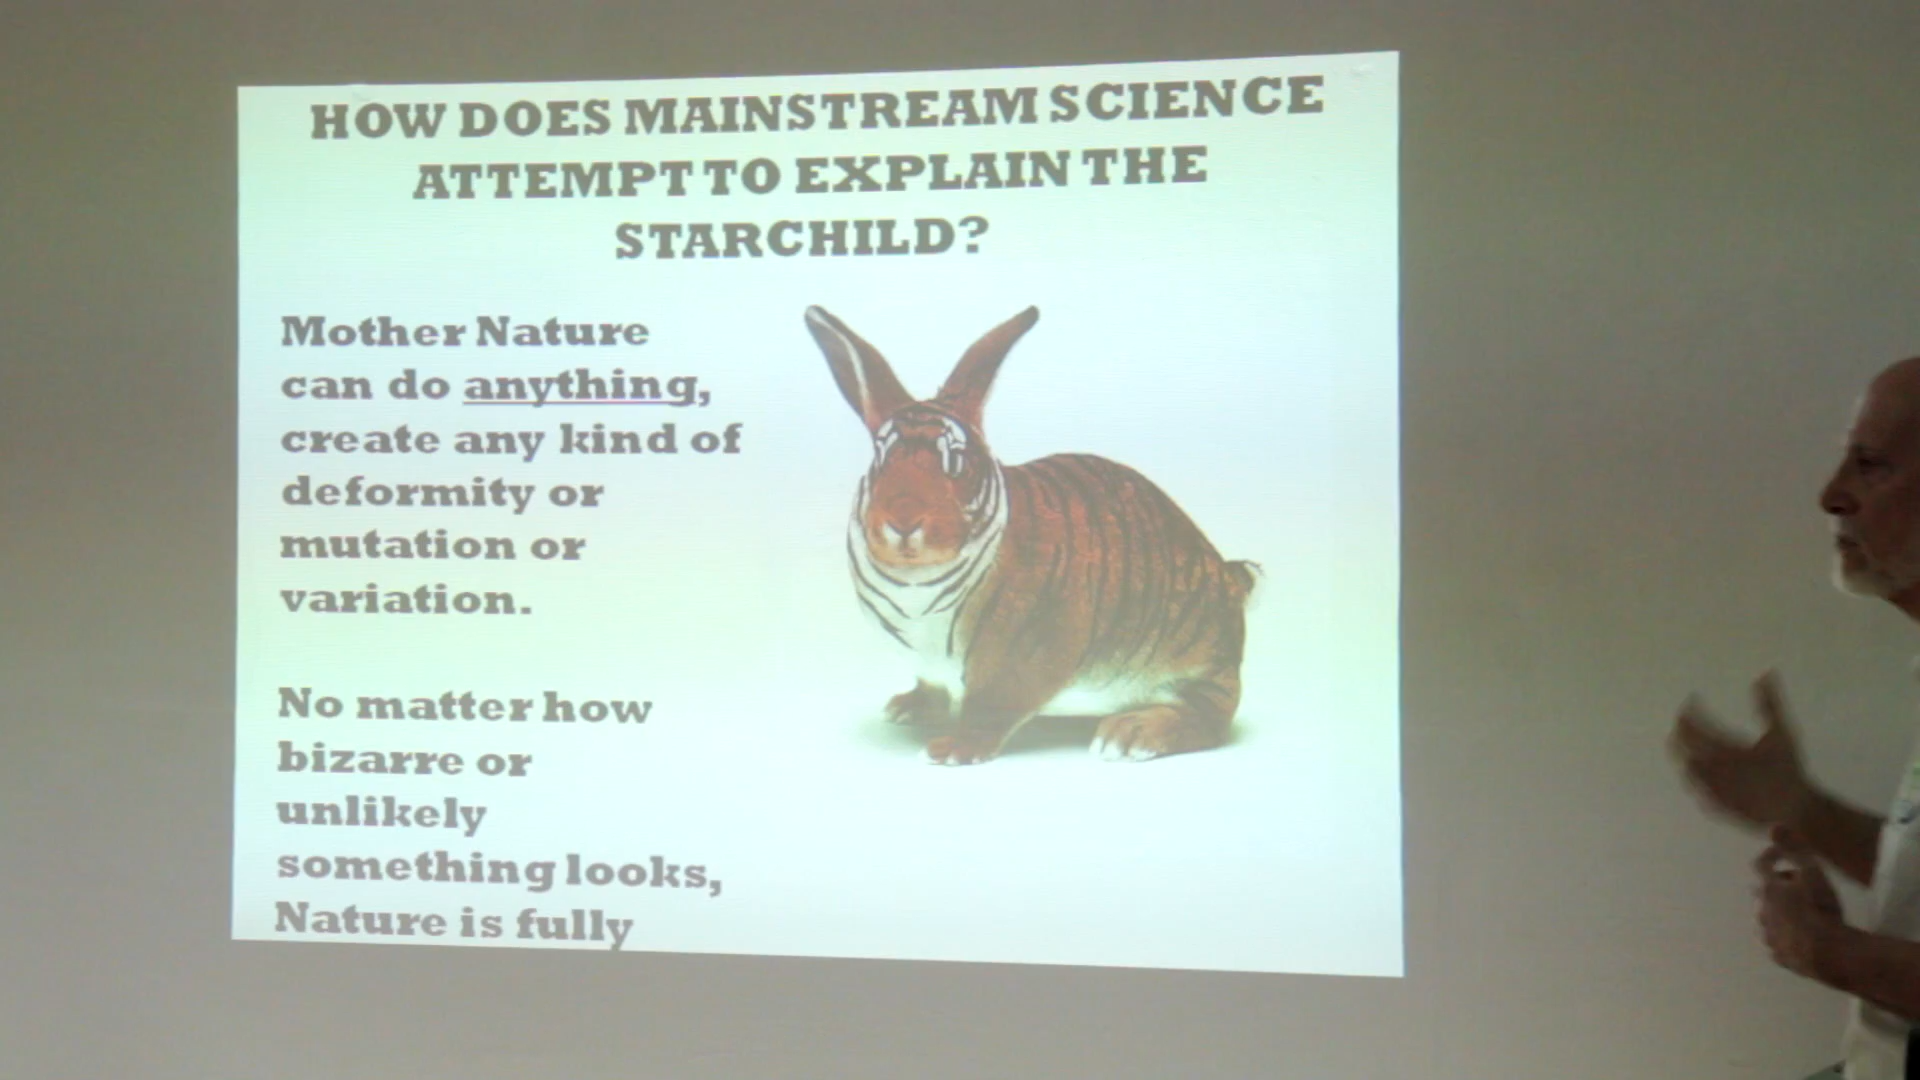 HOW DOES MAINSTREAM SCIENCE
ATTEMPT TO EXPLAIN THE
STARCHILD?
Mother Nature
can do anything,
create any kind of
deformity or
mutation or
variation.
No matter how
bizarre or
unlikely
something looks,
Nature is fully